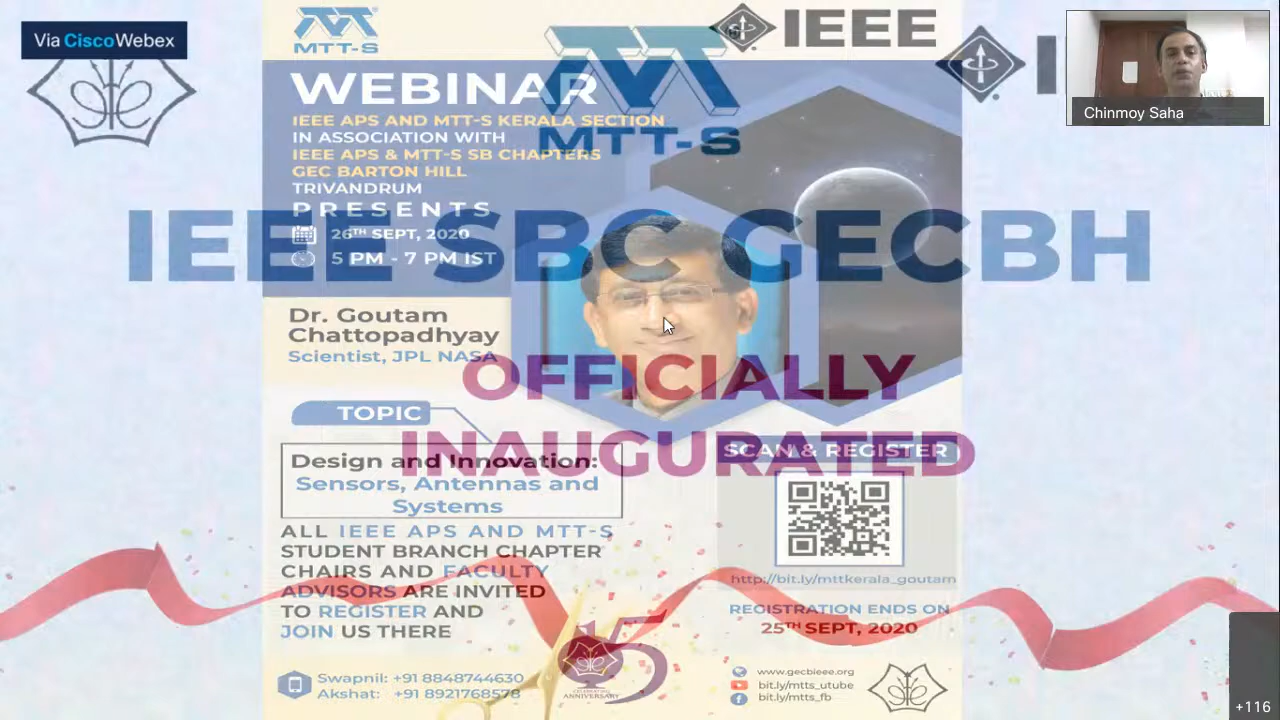 Via CiscoWebex
MTT-S
IEEE
MTT-S
Chinmoy Saha
WEBINAR
IEEE APS AND MTT-S KERALA SECTION
IN ASSOCIATION WITH
IEEE APS & MTT-S SB CHAPTERS
GEC BARTON HILL
TRIVANDRUM
PRESENTS
26TH SEPT, 2020
5 PM - 7 PM IST
IEEE SBC GECBH
OFFICIALLY
INAUGURATED
Dr. Goutam
Chattopadhyay
Scientist, JPL NASA
TOPIC
Design and Innovation:
Sensors, Antennas and
Systems
ALL IEEE APS AND MTT-S
STUDENT BRANCH CHAPTER
CHAIRS AND FACULTY
ADVISORS ARE INVITED
TO REGISTER AND
JOIN US THERE
SCAN & REGISTER
http://bit.ly/mttkerala_goutam
REGISTRATION ENDS ON
25TH SEPT, 2020
Swapnil: +91 8848744630
Akshat: +91 8921768578
15
CELEBRATING
ANNIVERSARY
www.gecbieee.org
bit.ly/mtts_utube
bit.ly/mtts_fb
+116